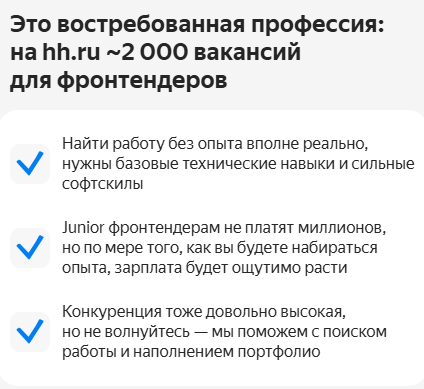 Это востребованная профессия:
на hh.ru ~2 000 вакансий
для фронтендеров
Найти работу без опыта вполне реально,
нужны базовые технические навыки и сильные
софтскилы
Junior фронтендерам не платят миллионов,
но по мере того, как вы будете набираться
опыта, зарплата будет ощутимо расти
Конкуренция тоже довольно высокая,
но не волнуйтесь — мы поможем с поиском
работы и наполнением портфолио